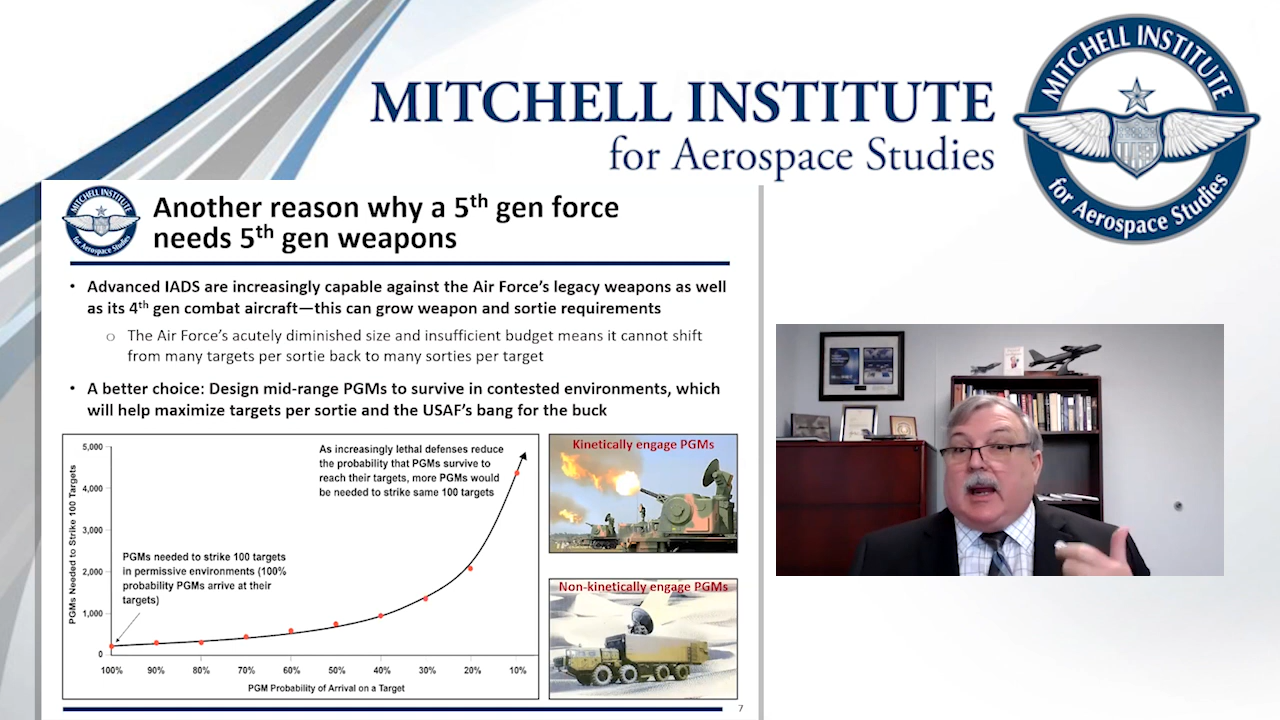 MITCHELL INSTITUTE
for Aerospace Studies
MITCHELL INSTITUTE
for Aerospace Studies
MITCHELL INSTITUTE
for Aerospace Studies
Another reason why a 5th gen force
needs 5th gen weapons
• Advanced IADS are increasingly capable against the Air Force’s legacy weapons as well
as its 4th gen combat aircraft—this can grow weapon and sortie requirements
o The Air Force’s acutely diminished size and insufficient budget means it cannot shift
from many targets per sortie back to many sorties per target
• A better choice: Design mid-range PGMs to survive in contested environments, which
will help maximize targets per sortie and the USAF’s bang for the buck
PGMs Needed to Strike 100 Targets
5,000
4,000
3,000
2,000
1,000
0
As increasingly lethal defenses reduce
the probability that PGMs survive to
reach their targets, more PGMs would
be needed to strike same 100 targets
PGMs needed to strike 100 targets
in permissive environments (100%
probability PGMs arrive at their
targets)
100% 90% 80% 70% 60% 50% 40% 30% 20% 10%
PGM Probability of Arrival on a Target
Kinetically engage PGMs
Non-kinetically engage PGMs
7